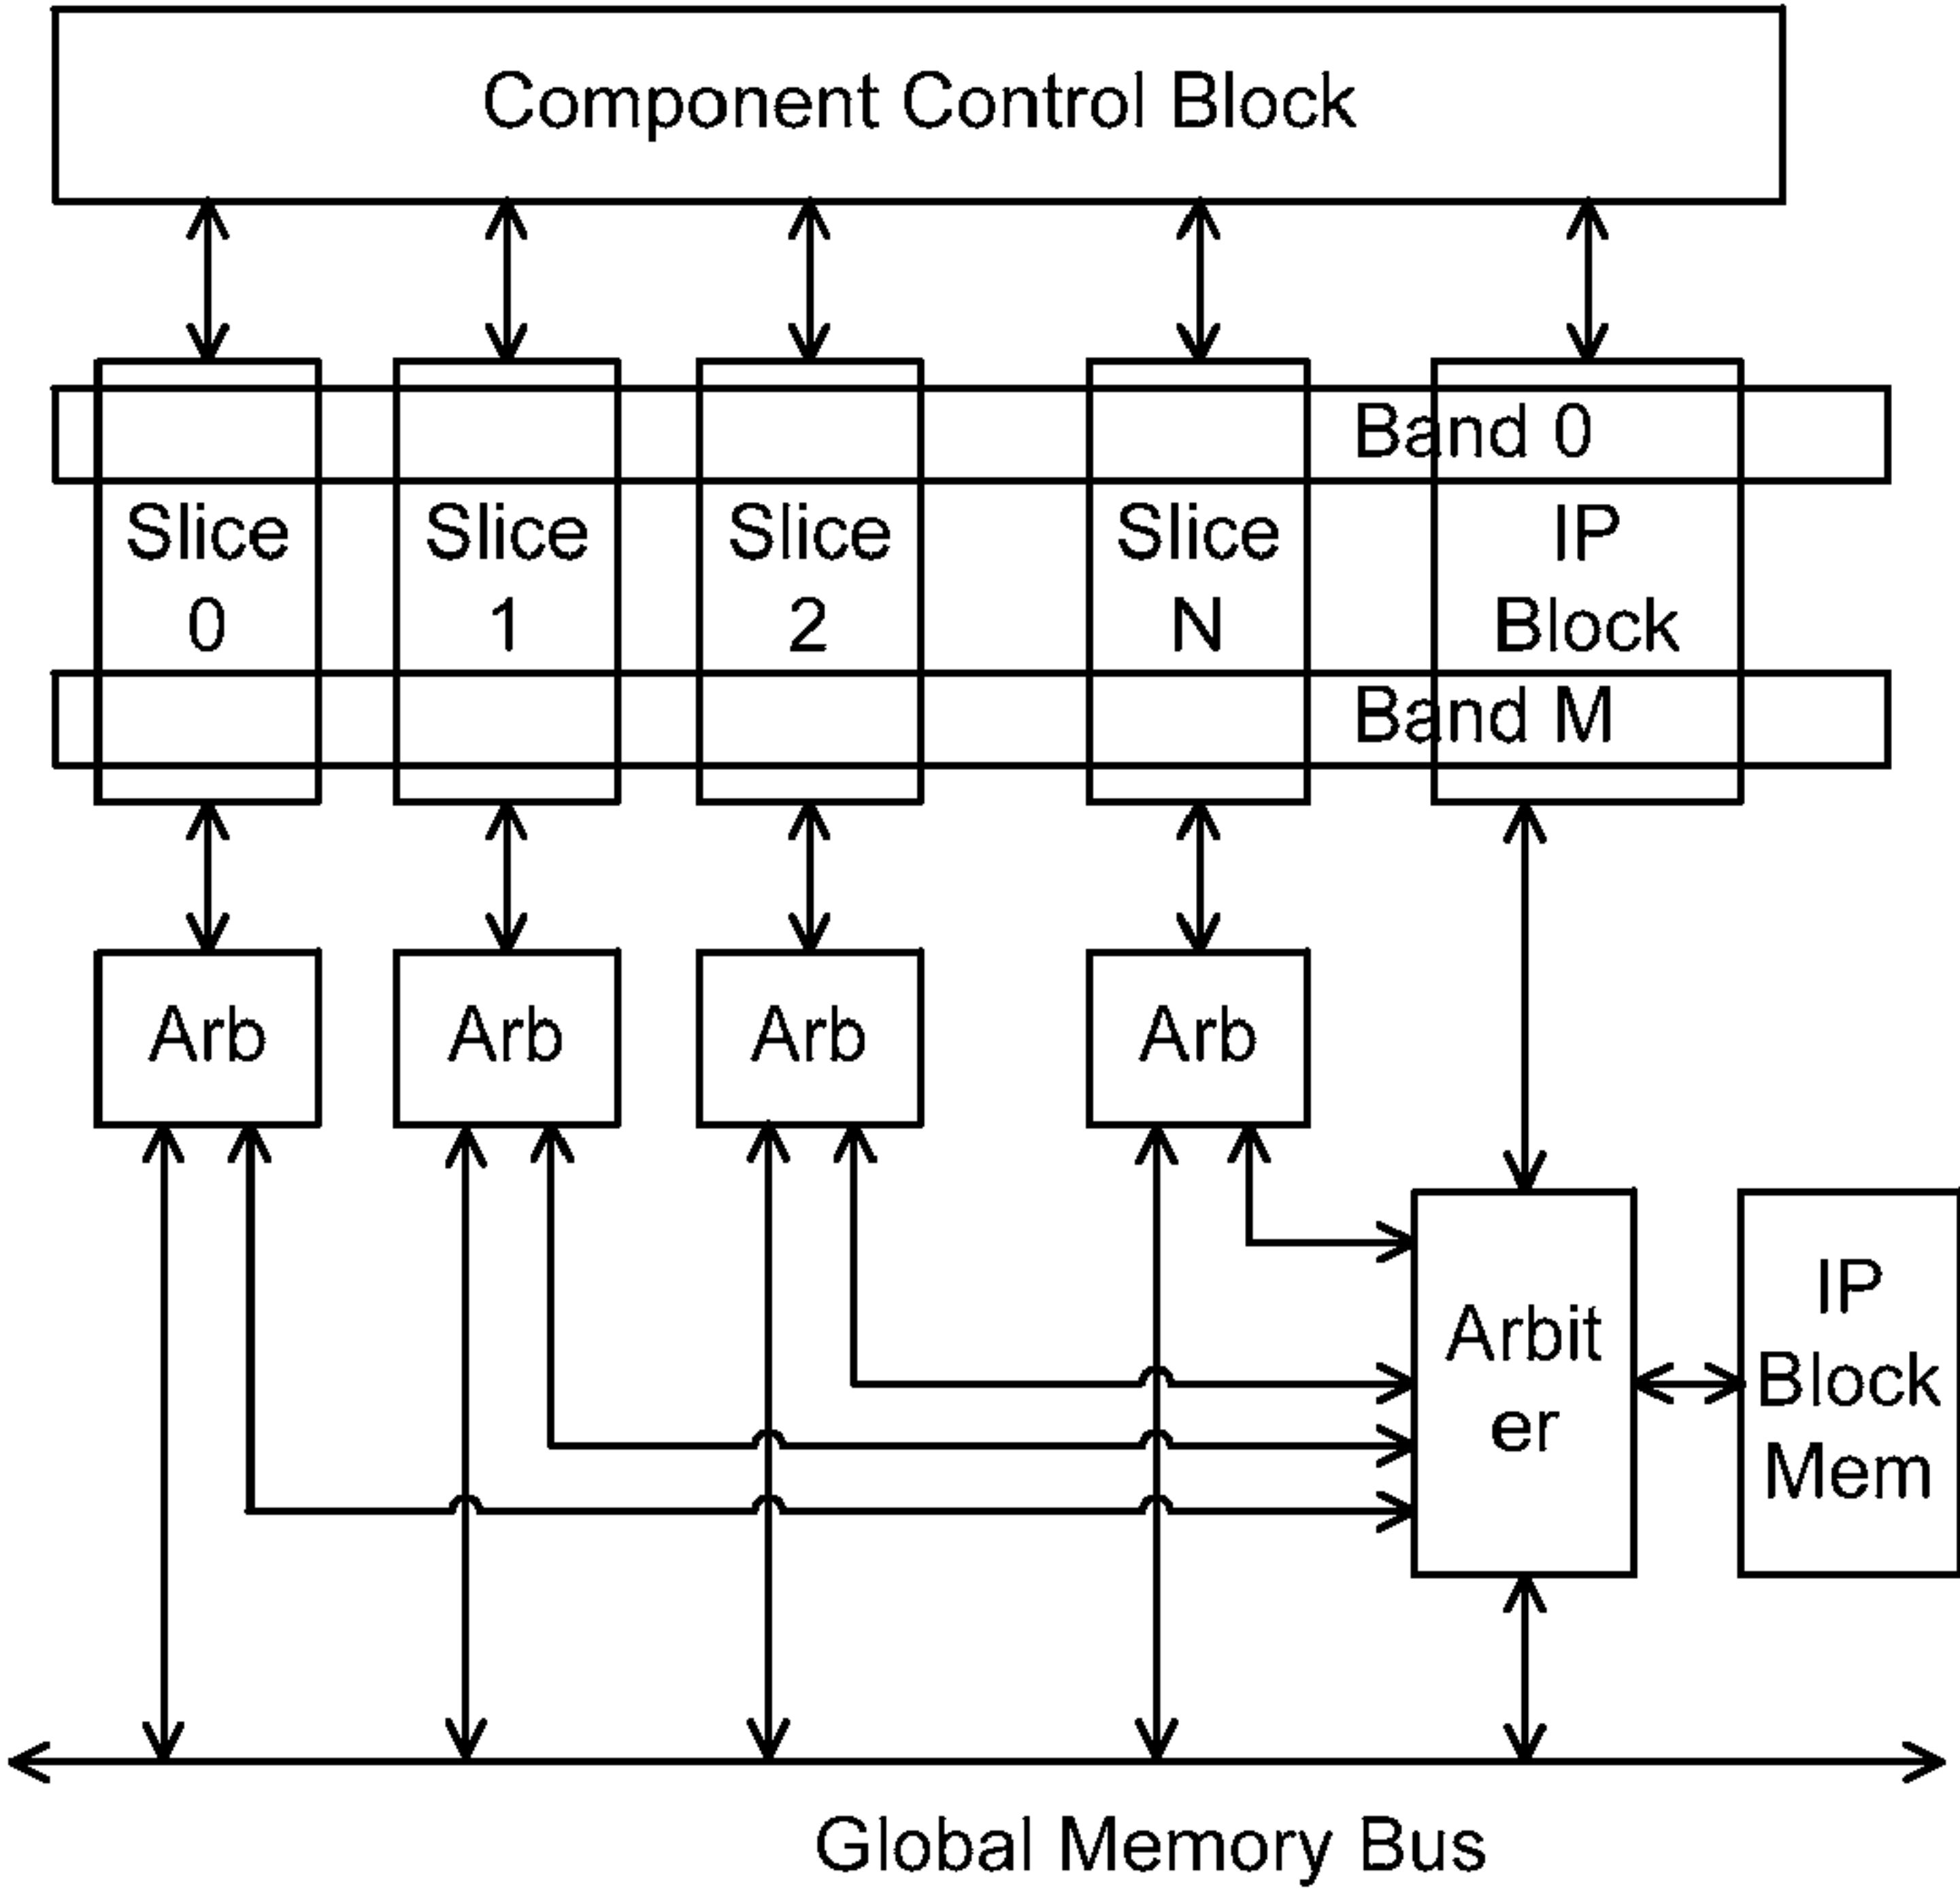 Component Control Block
Band 0
Slice
0
Slice
1
Slice
2
Slice
N
IP
Block
Band M
Arb
Arb
Arb
Arb
Arbit
er
IP
Block
Mem
Global Memory Bus